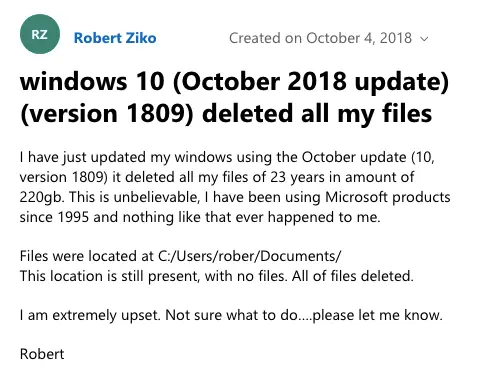 RZ
Robert Ziko
Created on October 4, 2018
windows 10 (October 2018 update)
(version 1809) deleted all my files
I have just updated my windows using the October update (10,
version 1809) it deleted all my files of 23 years in amount of
220gb. This is unbelievable, I have been using Microsoft products
since 1995 and nothing like that ever happened to me.
Files were located at C:/Users/rober/Documents/
This location is still present, with no files. All of files deleted.
I am extremely upset. Not sure what to do....please let me know.
Robert